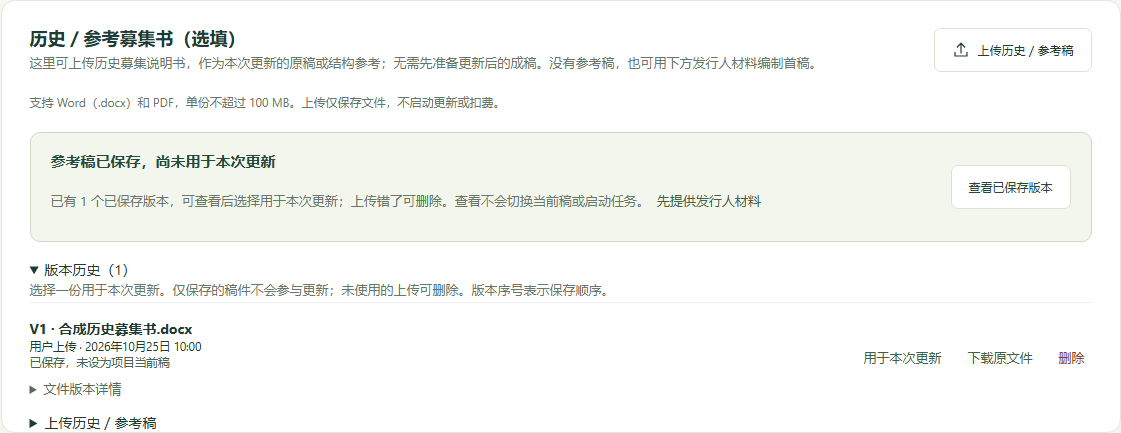 历史 / 参考募集书（选填）
上传历史 / 参考稿
这里可上传历史募集说明书，作为本次更新的原稿或结构参考；无需先准备更新后的成稿。没有参考稿，也可用下方发行人材料编制首稿。
支持 Word（.docx）和 PDF，单份不超过 100 MB。上传仅保存文件，不启动更新或扣费。
参考稿已保存，尚未用于本次更新
查看已保存版本
已有 1 个已保存版本，可查看后选择用于本次更新；上传错了可删除。查看不会切换当前稿或启动任务。 先提供发行人材料
▼ 版本历史（1）
选择一份用于本次更新。仅保存的稿件不会参与更新；未使用的上传可删除。版本序号表示保存顺序。
V1 · 合成历史募集书.docx
用户上传 · 2026年10月25日 10:00
已保存，未设为项目当前稿
用于本次更新 下载原文件 删除
▶ 文件版本详情
▶ 上传历史 / 参考稿